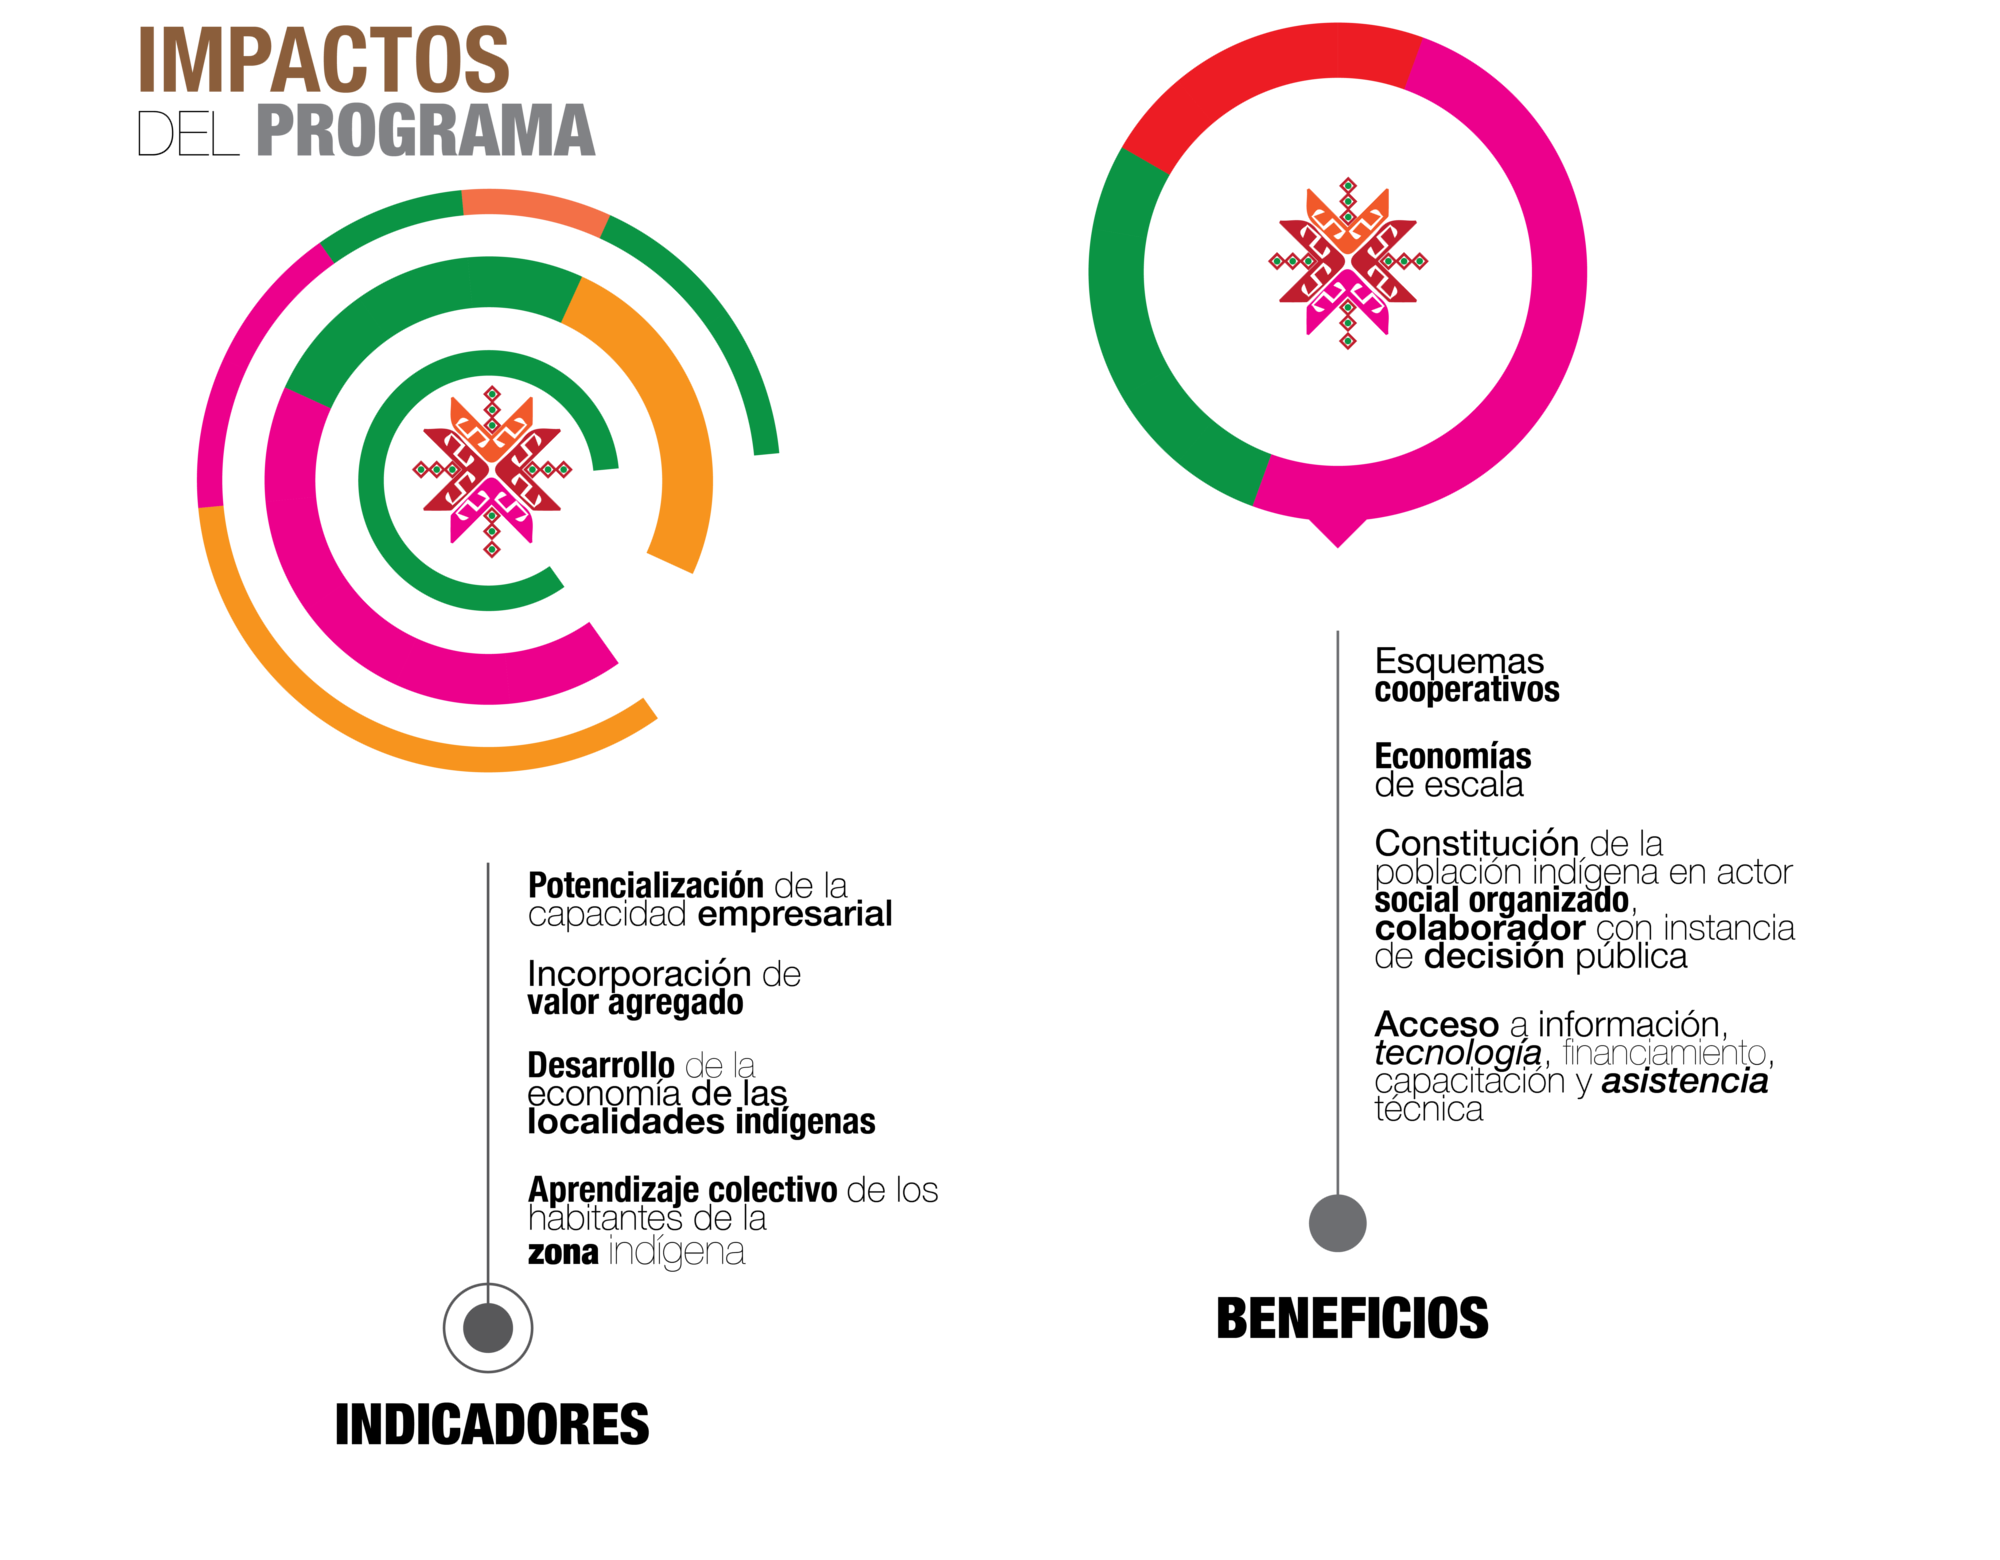 IMPACTOS
DEL PROGRAMA
Potencialización de la
capacidad empresarial
Incorporación de
valor agregado
Desarrollo de la
economía de las
localidades indígenas
Aprendizaje colectivo de los
habitantes de la
zona indígena
INDICADORES
Esquemas
cooperativos
Economías
de escala
Constitución de la
población indígena en actor
social organizado,
colaborador con instancia
de decisión pública
Acceso a información,
tecnología, financiamiento,
capacitación y asistencia
técnica
BENEFICIOS